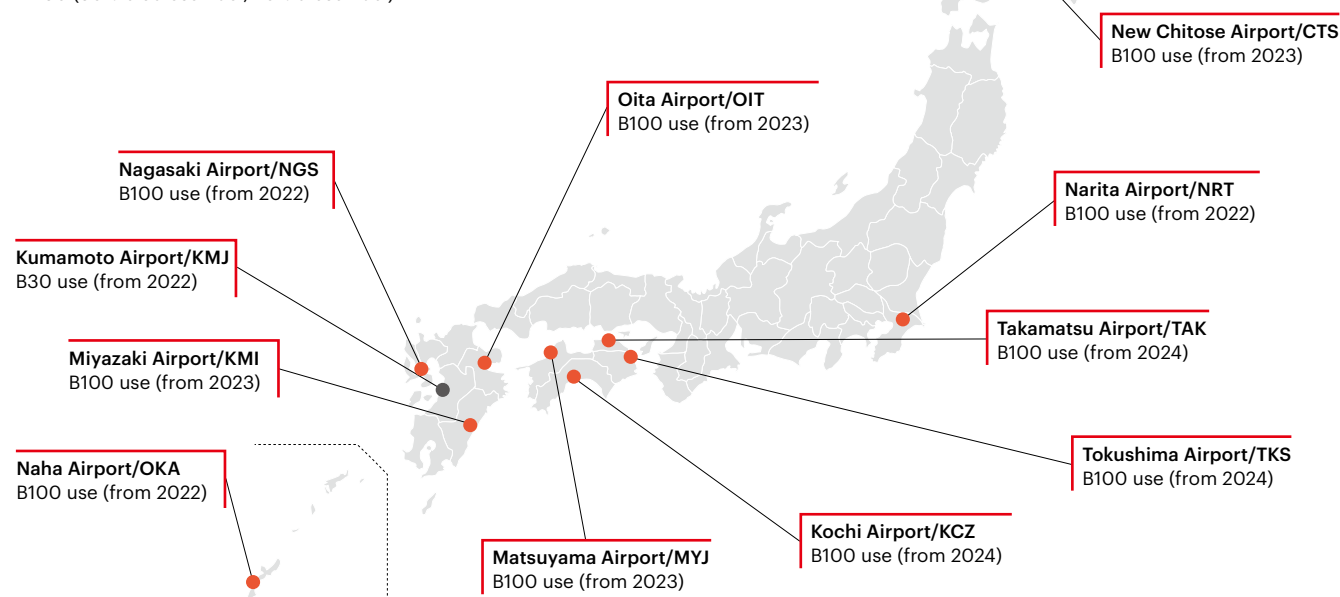 New Chitose Airport/CTS
B100 use (from 2023)
Oita Airport/OIT
B100 use (from 2023)
Nagasaki Airport/NGS
B100 use (from 2022)
Narita Airport/NRT
B100 use (from 2022)
Kumamoto Airport/KMJ
B30 use (from 2022)
Takamatsu Airport/TAK
B100 use (from 2024)
Miyazaki Airport/KMI
B100 use (from 2023)
Tokushima Airport/TKS
B100 use (from 2024)
Naha Airport/OKA
B100 use (from 2022)
Kochi Airport/KCZ
B100 use (from 2024)
Matsuyama Airport/MYJ
B100 use (from 2023)